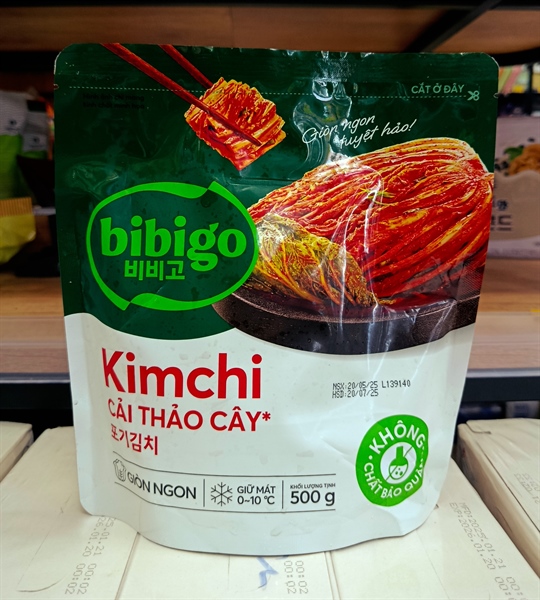 CẮT Ở ĐÂY
Giòn ngon
tuyệt hảo!
bibigo
비비고
Kimchi
CẢI THẢO CÂY*
포기김치
NSX:20/05/25 L139140
HSD:20/07/25
KHÔNG
CHẤT BẢO QUẢN
GIÒN NGON
GIỮ MÁT
0~10°C
KHỐI LƯỢNG TỊNH
500 g